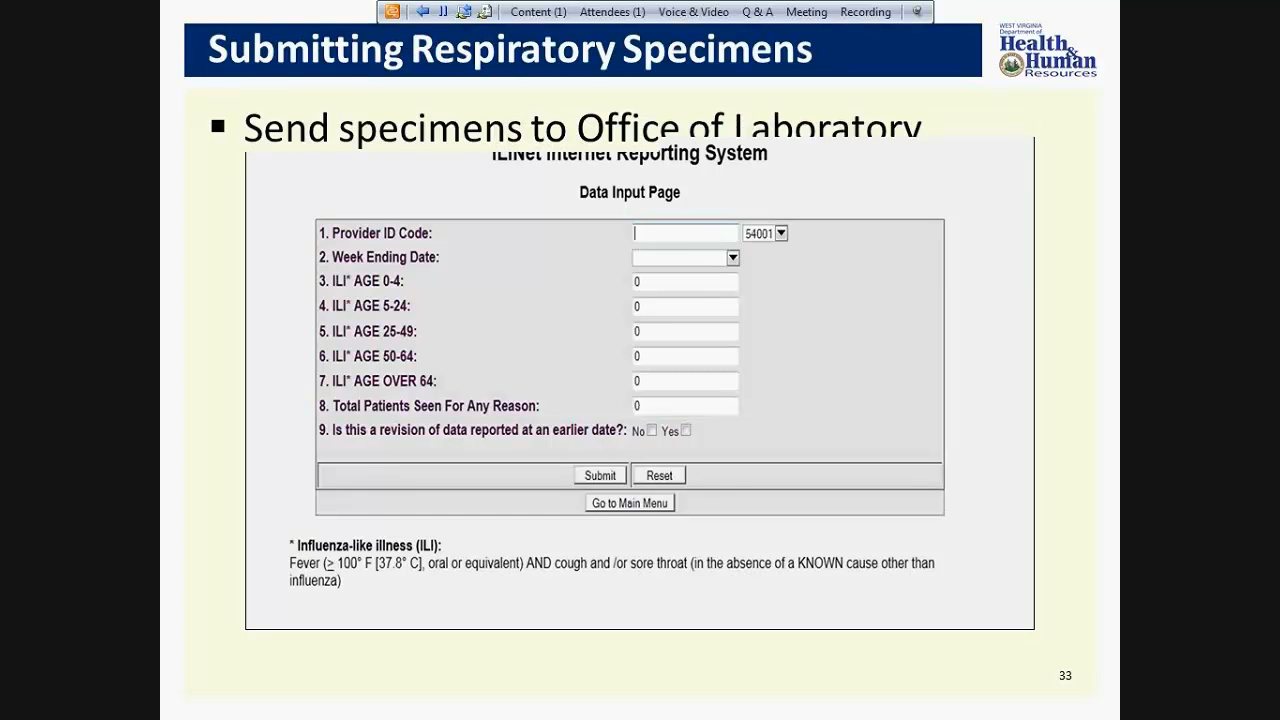 Content (1) Attendees (1) Voice & Video Q & A Meeting Recording
Submitting Respiratory Specimens
WEST VIRGINIA
Department of
Health &
Human
Resources
▪ Send specimens to Office of Laboratory
ILINet Internet Reporting System
Data Input Page
1. Provider ID Code: 54001
2. Week Ending Date:
3. ILI* AGE 0-4: 0
4. ILI* AGE 5-24: 0
5. ILI* AGE 25-49: 0
6. ILI* AGE 50-64: 0
7. ILI* AGE OVER 64: 0
8. Total Patients Seen For Any Reason: 0
9. Is this a revision of data reported at an earlier date?: No Yes
Submit Reset
Go to Main Menu
* Influenza-like illness (ILI):
Fever (≥ 100° F [37.8° C], oral or equivalent) AND cough and /or sore throat (in the absence of a KNOWN cause other than
influenza)
33